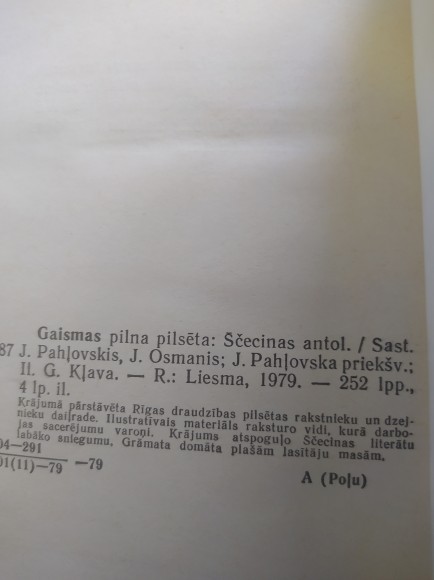 Gaismas pilna pilsēta: Ščecinas antol. / Sast.
87 J. Pahļovskis, J. Osmanis; J. Pahļovska priekšv.;
Il. G. Kļava. — R.: Liesma, 1979. — 252 lpp.,
4 lp. il.
Krājumā pārstāvēta Rīgas draudzības pilsētas rakstnieku un dzej-
nieku daiļrade. Ilustratīvais materiāls raksturo vidi, kurā darbo-
jas sacerējumu varoņi. Krājums atspoguļo Ščecinas literātu
labāko sniegumu. Grāmata domāta plašām lasītāju masām.
04—291
01(11)—79 —79
A (Poļu)